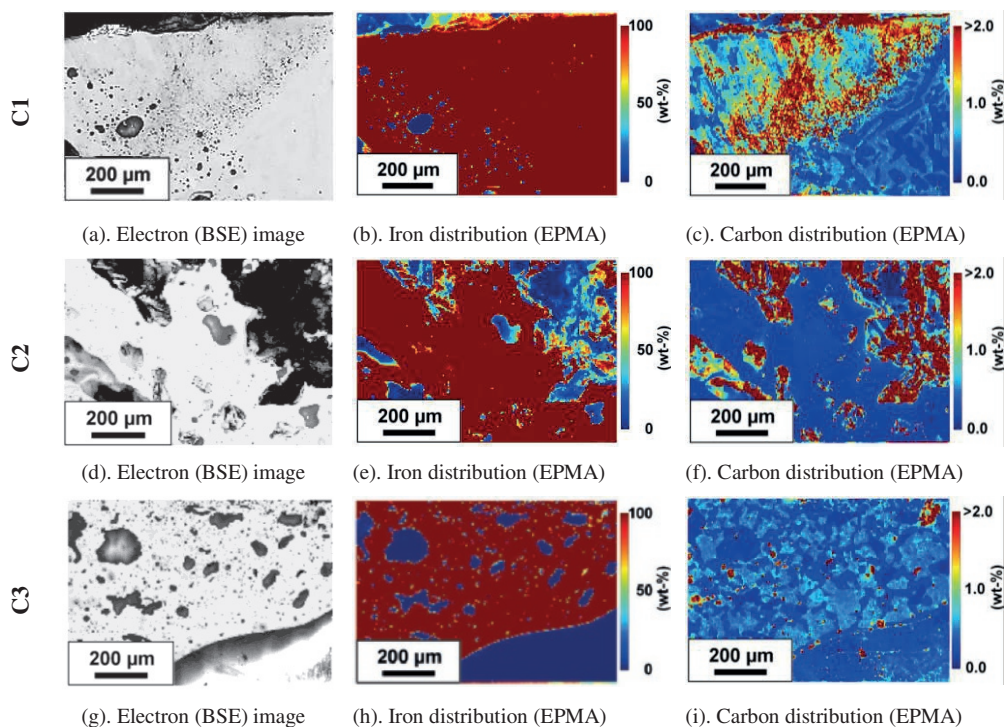 C1
200 µm
200 µm
100
50
0
(wt-%)
200 µm
>2.0
1.0
0.0
(wt-%)
(a). Electron (BSE) image
(b). Iron distribution (EPMA)
(c). Carbon distribution (EPMA)
C2
200 µm
200 µm
100
50
0
(wt-%)
200 µm
>2.0
1.0
0.0
(wt-%)
(d). Electron (BSE) image
(e). Iron distribution (EPMA)
(f). Carbon distribution (EPMA)
C3
200 µm
200 µm
100
50
0
(wt-%)
200 µm
>2.0
1.0
0.0
(wt-%)
(g). Electron (BSE) image
(h). Iron distribution (EPMA)
(i). Carbon distribution (EPMA)